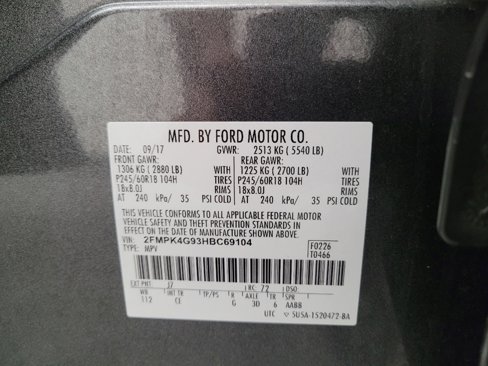 MFD. BY FORD MOTOR CO.
DATE: 09/17 GVWR: 2513 KG ( 5540 LB)
FRONT GAWR: REAR GAWR:
1306 KG ( 2880 LB) WITH 1225 KG ( 2700 LB) WITH
P245/60R18 104H TIRES P245/60R18 104H TIRES
18x8.0J RIMS 18x8.0J RIMS
AT 240 kPa/ 35 PSI COLD AT 240 kPa/ 35 PSI COLD
THIS VEHICLE CONFORMS TO ALL APPLICABLE FEDERAL MOTOR
VEHICLE SAFETY AND THEFT PREVENTION STANDARDS IN
EFFECT ON THE DATE OF MANUFACTURE SHOWN ABOVE.
VIN: 2FMPK4G93HBC69104 F0226
TYPE: MPV T0466
EXT PNT: J7 RC: 72 DSO:
WB INT TR TP/PS R AXLE TR SPR
112 CE G 3D 6 AABB
UTC 5U5A-1520472-BA